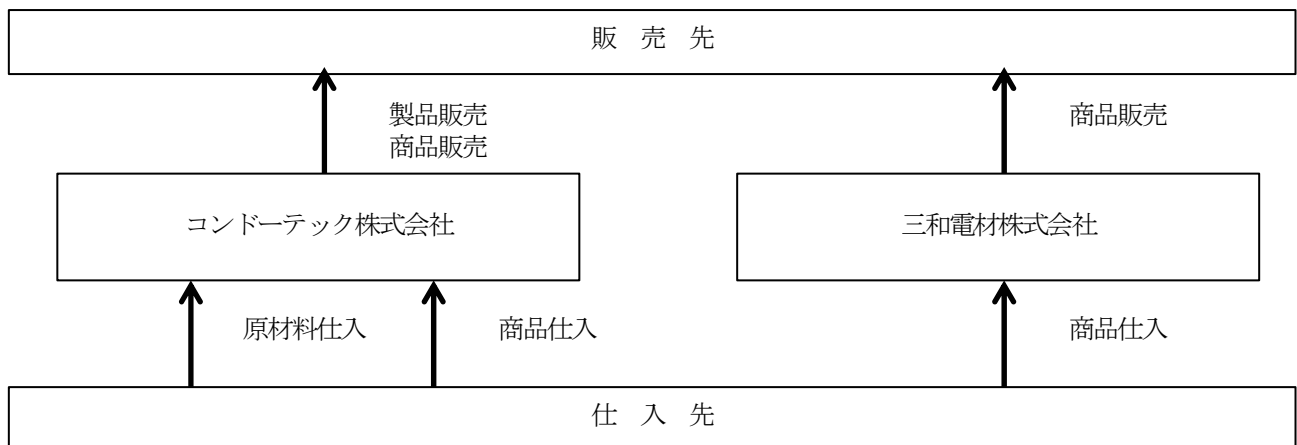 販 売 先
製品販売
商品販売
商品販売
コンドーテック株式会社
三和電材株式会社
原材料仕入
商品仕入
商品仕入
仕 入 先